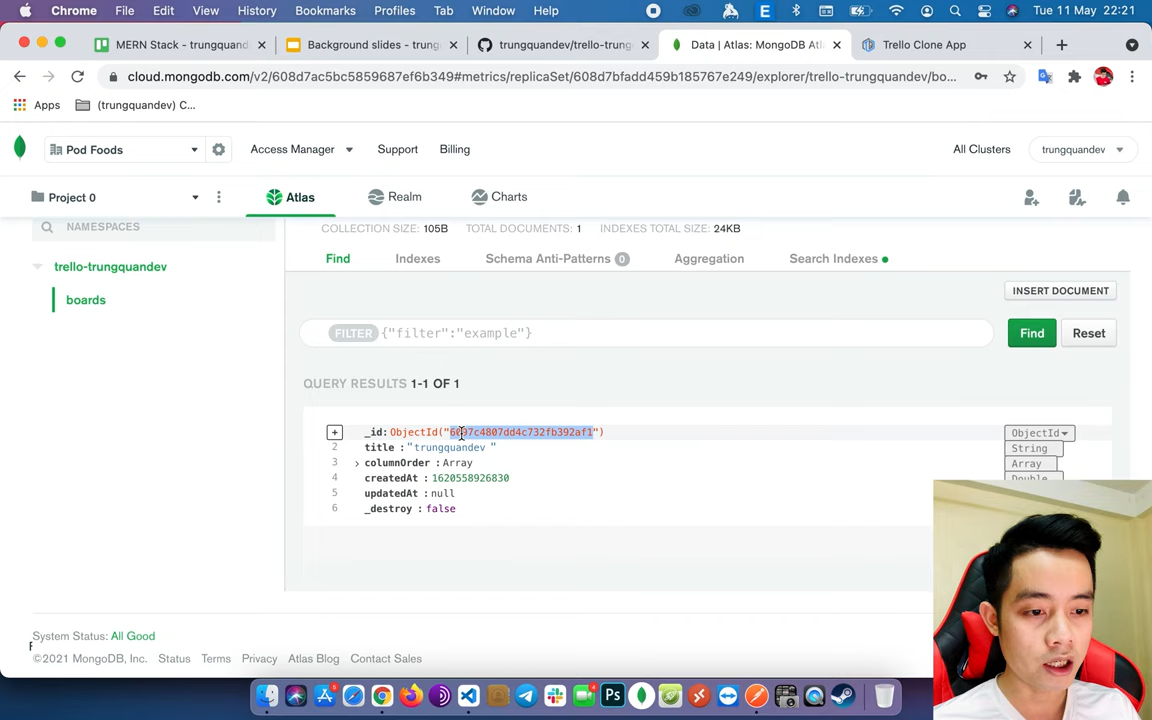 Chrome File Edit View History Bookmarks Profiles Tab Window Help Tue 11 May 22:21
MERN Stack - trungquand Background slides - trung trungquandev/trello-trung Data | Atlas: MongoDB Atl Trello Clone App
cloud.mongodb.com/v2/608d7ac5bc5859687ef6b349#metrics/replicaSet/608d7bfadd459b185767e249/explorer/trello-trungquandev/bo...
Apps (trungquandev) C...
Pod Foods Access Manager Support Billing All Clusters trungquandev
Project 0 Atlas Realm Charts
NAMESPACES COLLECTION SIZE: 105B TOTAL DOCUMENTS: 1 INDEXES TOTAL SIZE: 24KB
Find Indexes Schema Anti-Patterns 0 Aggregation Search Indexes
trello-trungquandev
boards
INSERT DOCUMENT
FILTER {"filter":"example"} Find Reset
QUERY RESULTS 1-1 OF 1
_id: ObjectId("6097c4807dd4c732fb392af1") ObjectId
2 title : "trungquandev " String
3 columnOrder : Array Array
4 createdAt : 1620558926830 Double
5 updatedAt : null
6 _destroy : false
System Status: All Good
©2021 MongoDB, Inc. Status Terms Privacy Atlas Blog Contact Sales